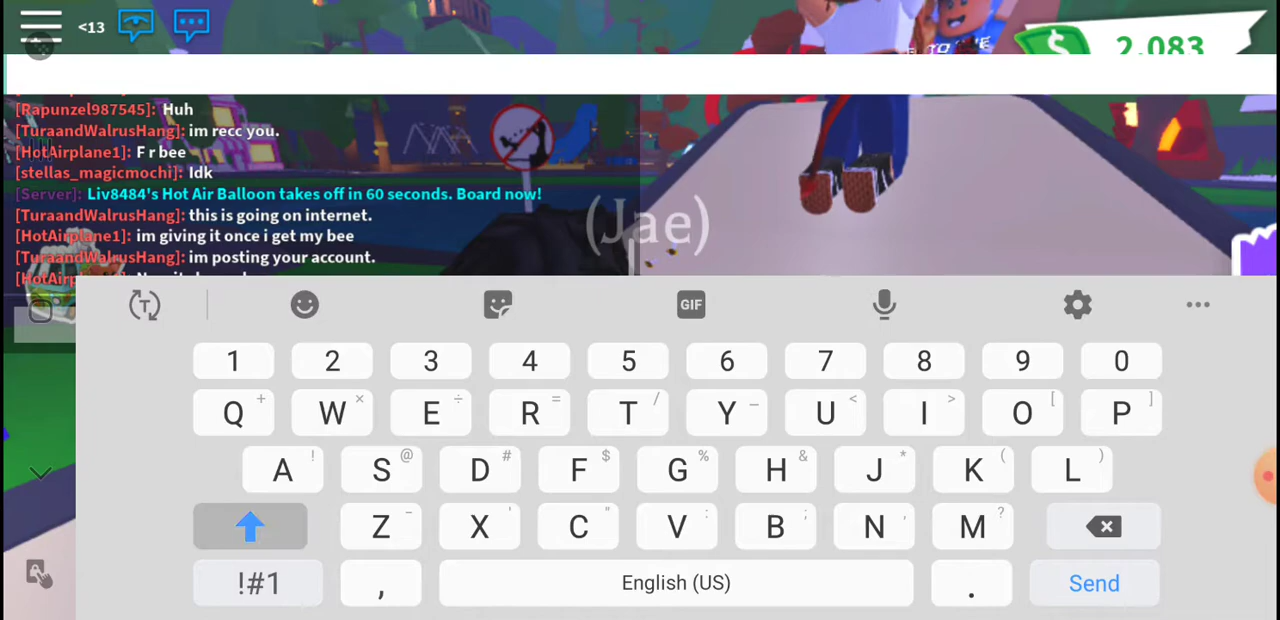 <13
2,083
[Rapunzel987545]: Huh
[TuraandWalrusHang]: im recc you.
[HotAirplane1]: F r bee
[stellas_magicmochi]: Idk
[Server]: Liv8484's Hot Air Balloon takes off in 60 seconds. Board now!
[TuraandWalrusHang]: this is going on internet.
[HotAirplane1]: im giving it once i get my bee
[TuraandWalrusHang]: im posting your account.
(Jae)
T GIF
1 2 3 4 5 6 7 8 9 0
Q + W × E ÷ R = T / Y _ U < I > O [ P ]
A ! S @ D # F $ G % H & J * K ( L )
Z - X ' C " V : B ; N , M ?
!#1 , English (US) . Send